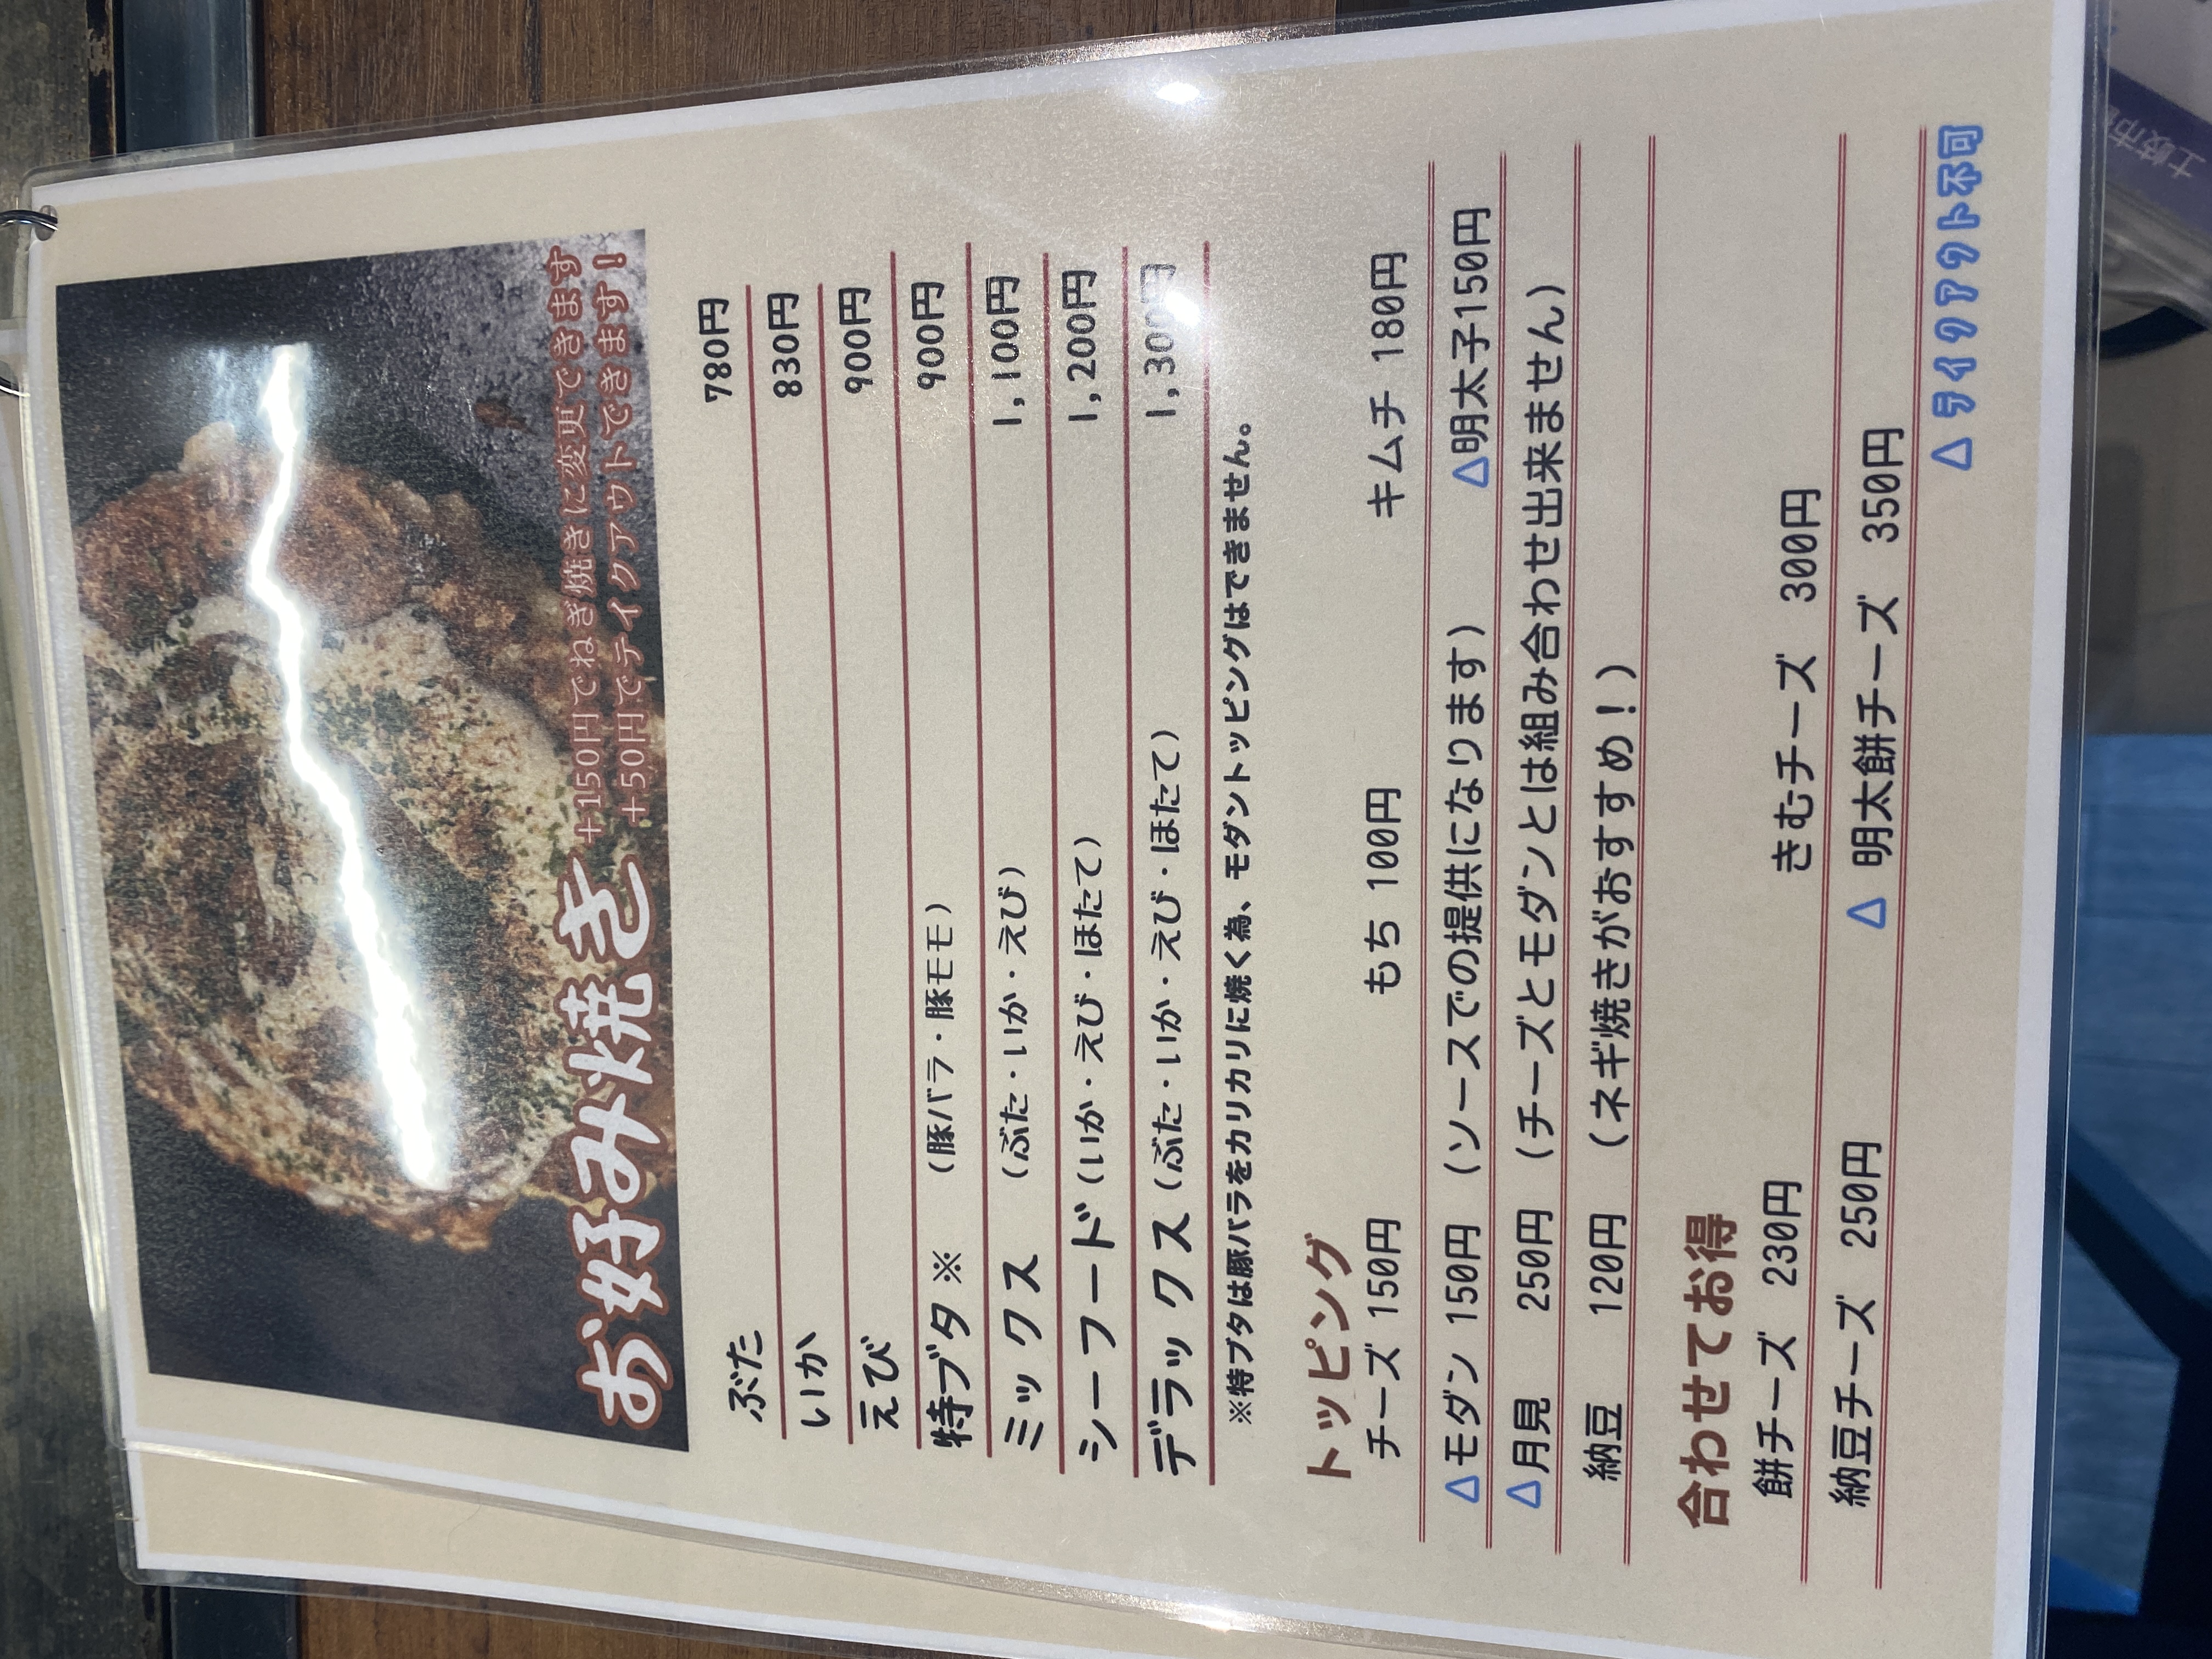 お好み焼き
+150円でねぎ焼きに変更できます
+50円でテイクアウトできます！
ぶた 780円
いか 830円
えび 900円
特ブタ※ （豚バラ・豚モモ） 900円
ミックス （ぶた・いか・えび） 1,100円
シーフード（いか・えび・ほたて） 1,200円
デラックス（ぶた・いか・えび・ほたて） 1,300円
※特ブタは豚バラをカリカリに焼く為、モダントッピングはできません。
トッピング
チーズ 150円 もち 100円 キムチ 180円
△モダン 150円 （ソースでの提供になります） △明太子150円
△月見 250円 （チーズとモダンとは組み合わせ出来ません）
納豆 120円 （ネギ焼きがおすすめ！）
合わせてお得
餅チーズ 230円 きむチーズ 300円
納豆チーズ 250円 △ 明太餅チーズ 350円
△テイクアウト不可
土岐市